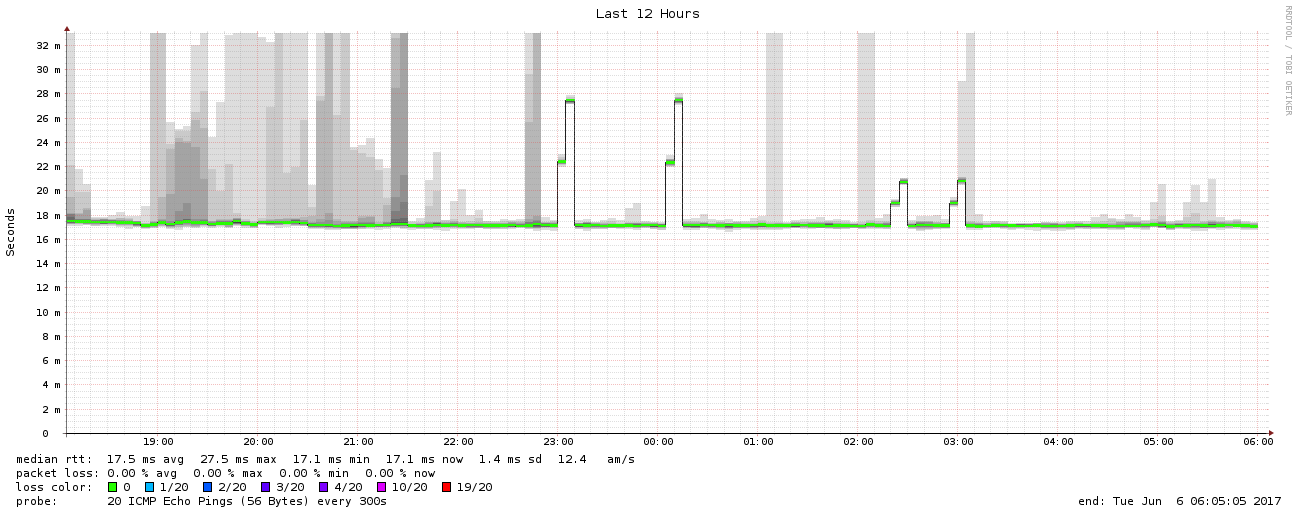 Last 12 Hours
RRDTOOL / TOBI OETIKER
Seconds
32 m
30 m
28 m
26 m
24 m
22 m
20 m
18 m
16 m
14 m
12 m
10 m
8 m
6 m
4 m
2 m
0
19:00 20:00 21:00 22:00 23:00 00:00 01:00 02:00 03:00 04:00 05:00 06:00
median rtt: 17.5 ms avg 27.5 ms max 17.1 ms min 17.1 ms now 1.4 ms sd 12.4 am/s
packet loss: 0.00 % avg 0.00 % max 0.00 % min 0.00 % now
loss color: 0 1/20 2/20 3/20 4/20 10/20 19/20
probe: 20 ICMP Echo Pings (56 Bytes) every 300s end: Tue Jun 6 06:05:05 2017